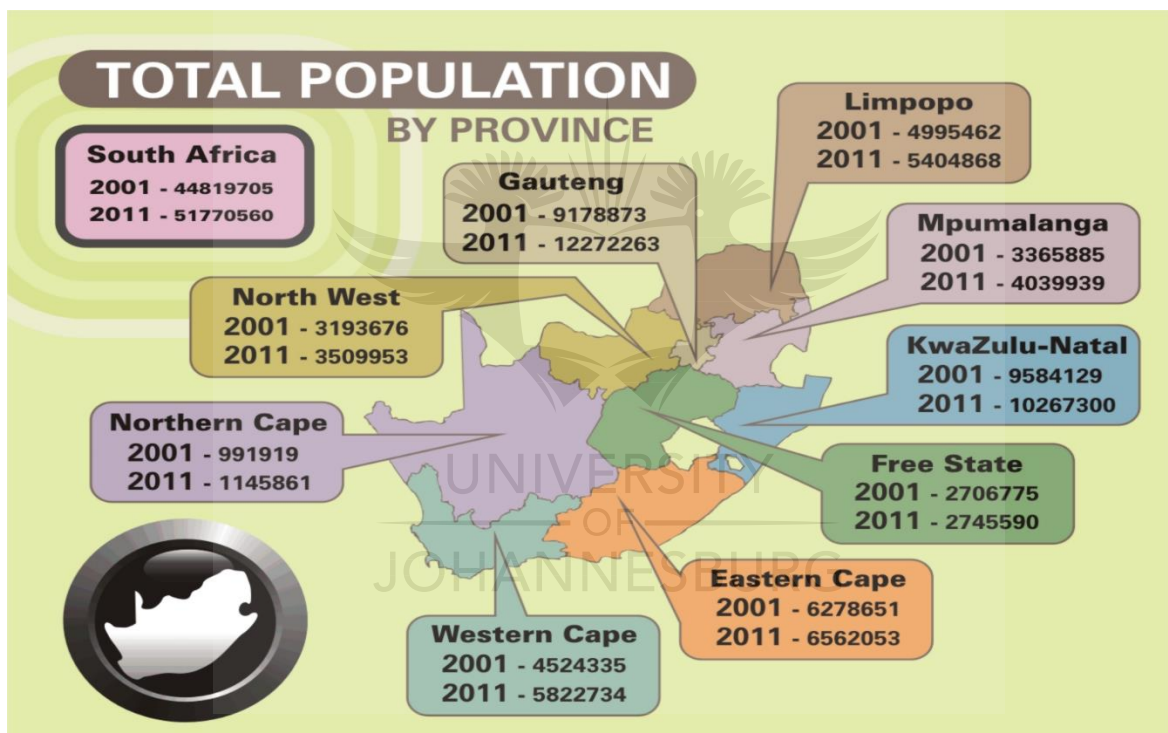 TOTAL POPULATION
BY PROVINCE
South Africa
2001 - 44819705
2011 - 51770560
Limpopo
2001 - 4995462
2011 - 5404868
Gauteng
2001 - 9178873
2011 - 12272263
Mpumalanga
2001 - 3365885
2011 - 4039939
North West
2001 - 3193676
2011 - 3509953
KwaZulu-Natal
2001 - 9584129
2011 - 10267300
Northern Cape
2001 - 991919
2011 - 1145861
Free State
2001 - 2706775
2011 - 2745590
Eastern Cape
2001 - 6278651
2011 - 6562053
Western Cape
2001 - 4524335
2011 - 5822734
UNIVERSITY
OF
JOHANNESBURG